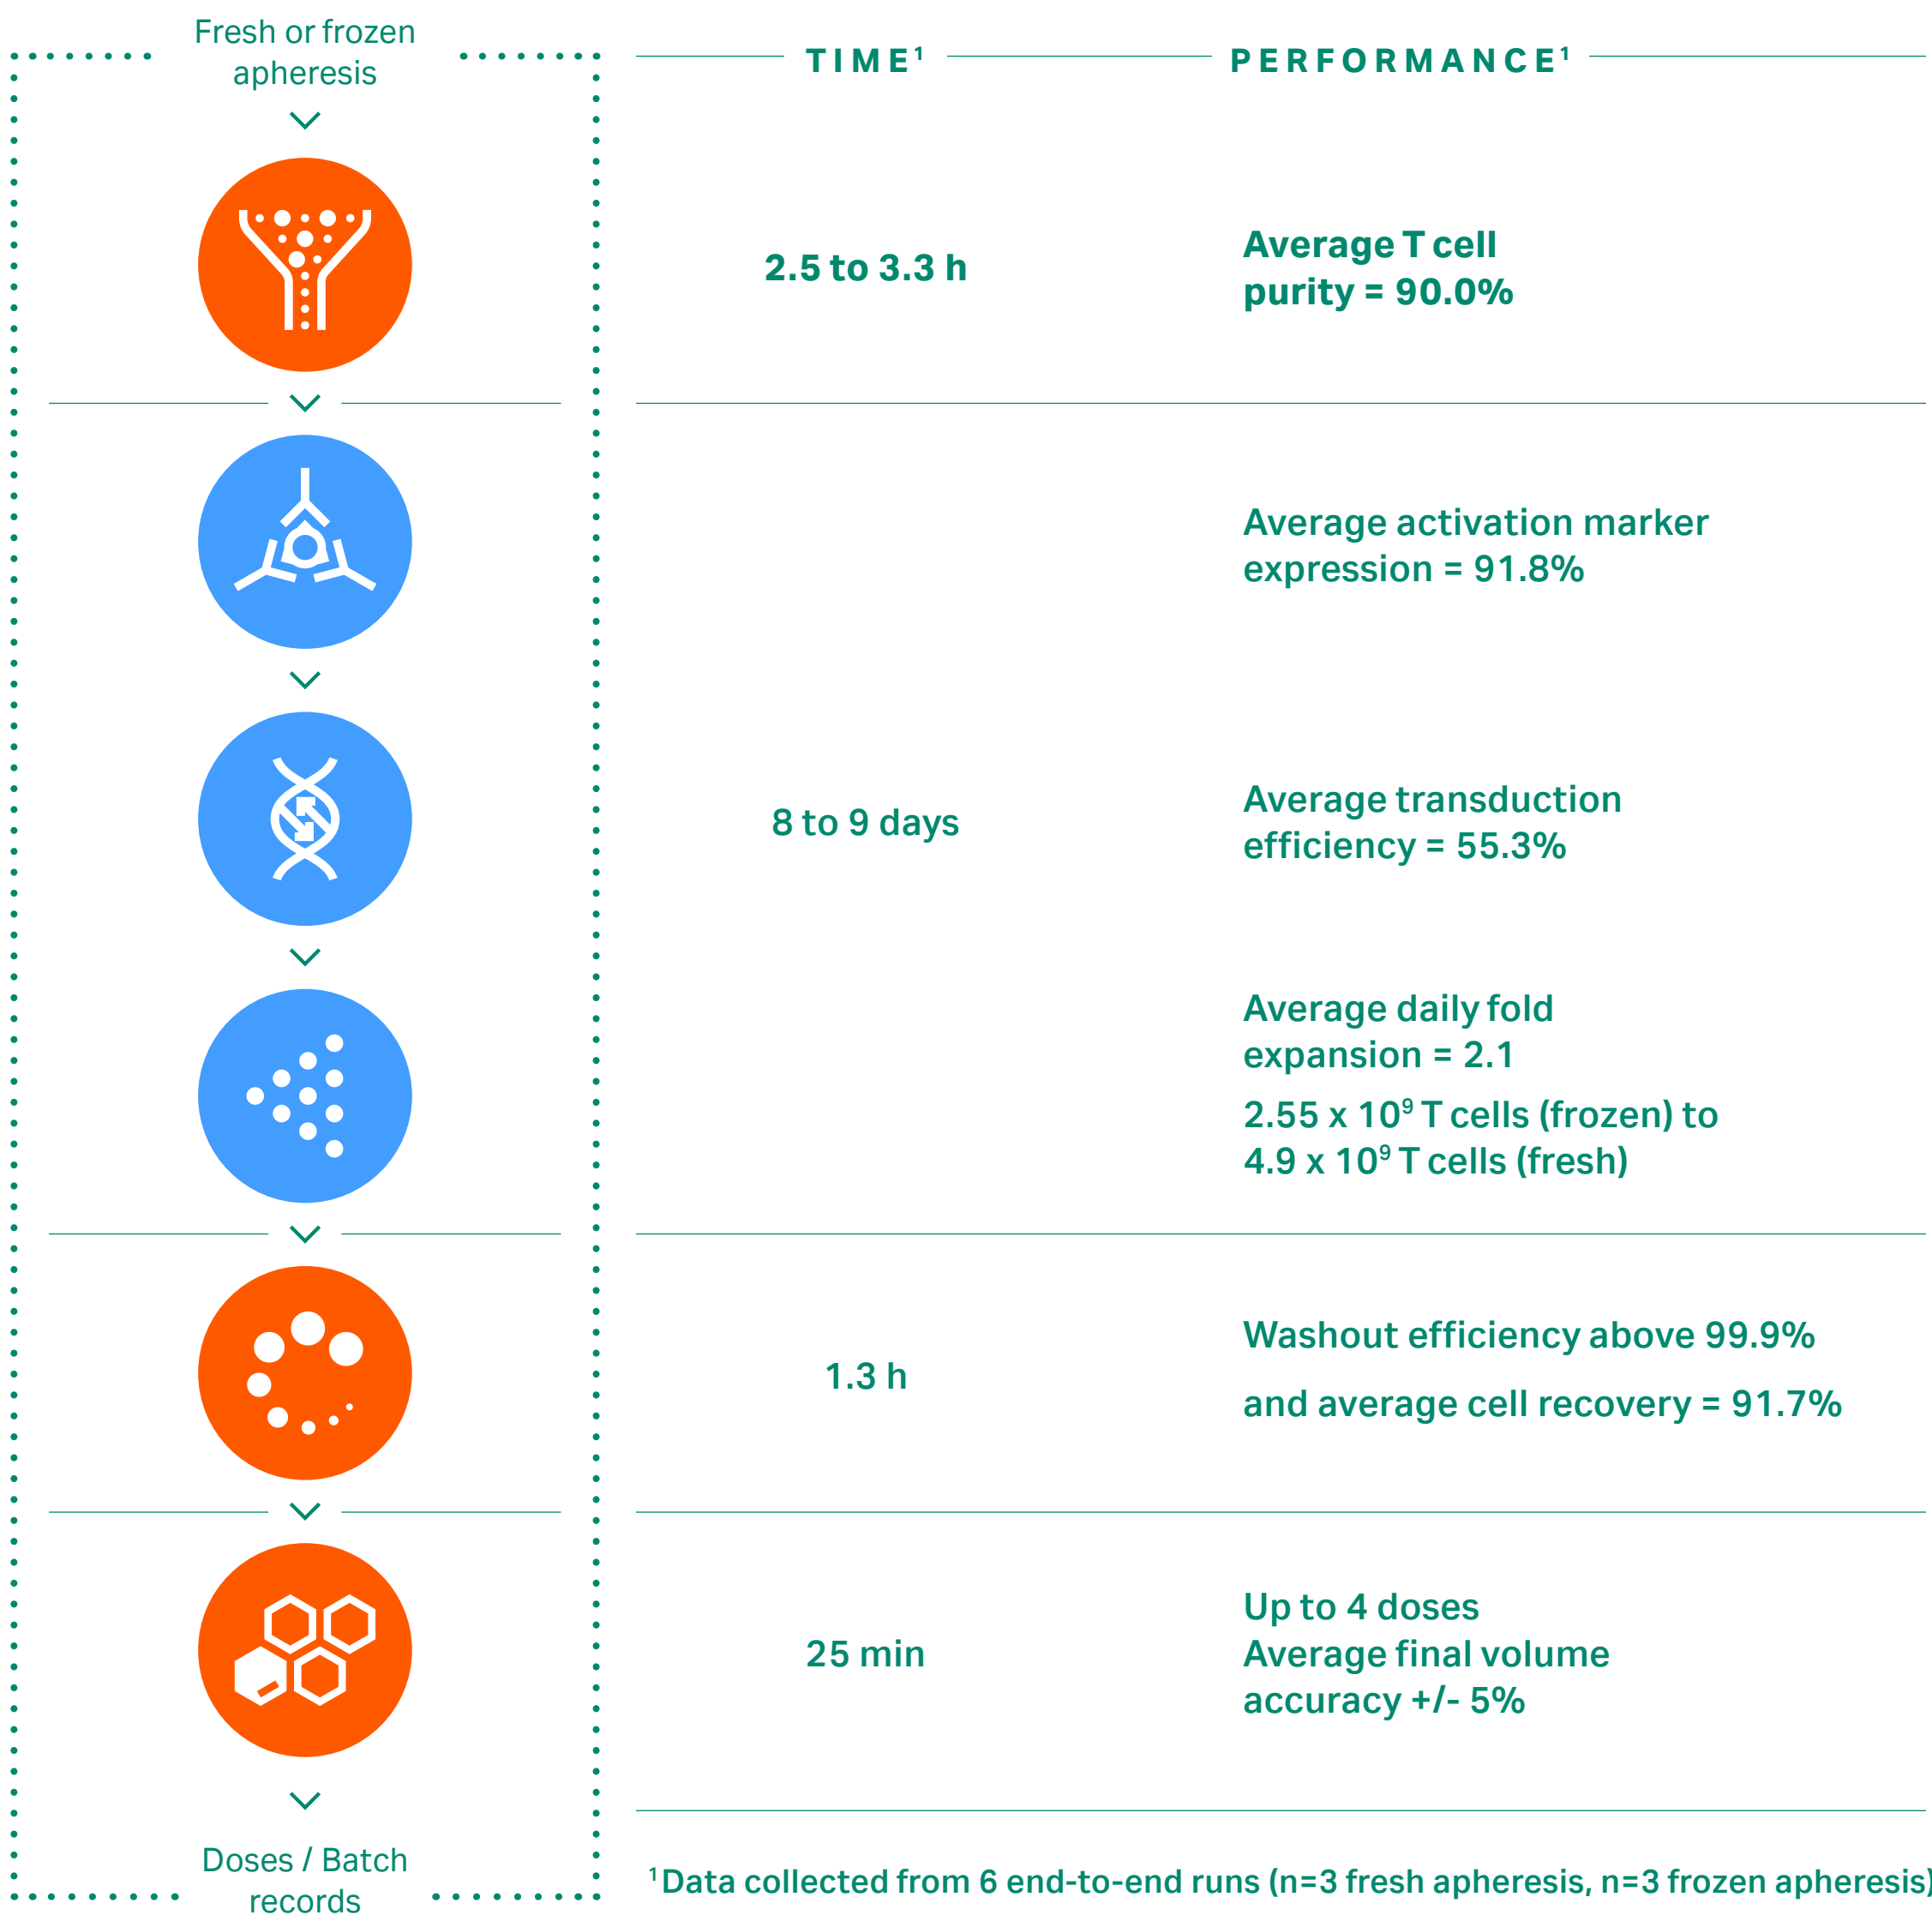 Fresh or frozen
apheresis
TIME¹
PERFORMANCE¹
2.5 to 3.3 h
Average T cell
purity = 90.0%
Average activation marker
expression = 91.8%
8 to 9 days
Average transduction
efficiency = 55.3%
Average daily fold
expansion = 2.1
2.55 x 10⁹ T cells (frozen) to
4.9 x 10⁹ T cells (fresh)
1.3 h
Washout efficiency above 99.9%
and average cell recovery = 91.7%
25 min
Up to 4 doses
Average final volume
accuracy +/- 5%
Doses / Batch
records
¹Data collected from 6 end-to-end runs (n=3 fresh apheresis, n=3 frozen apheresis)